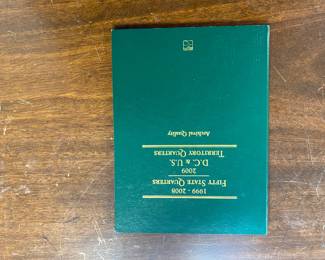 1999 - 2008
FIFTY STATE QUARTERS
2009
D.C. & U.S.
TERRITORY QUARTERS
Archival Quality